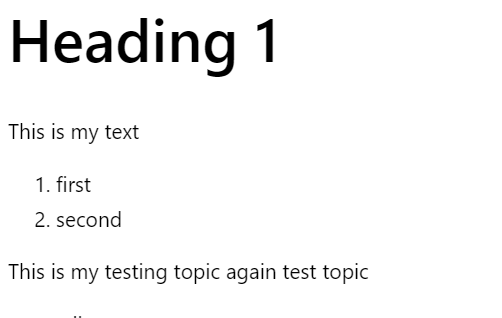 Heading 1
This is my text
1. first
2. second
This is my testing topic again test topic